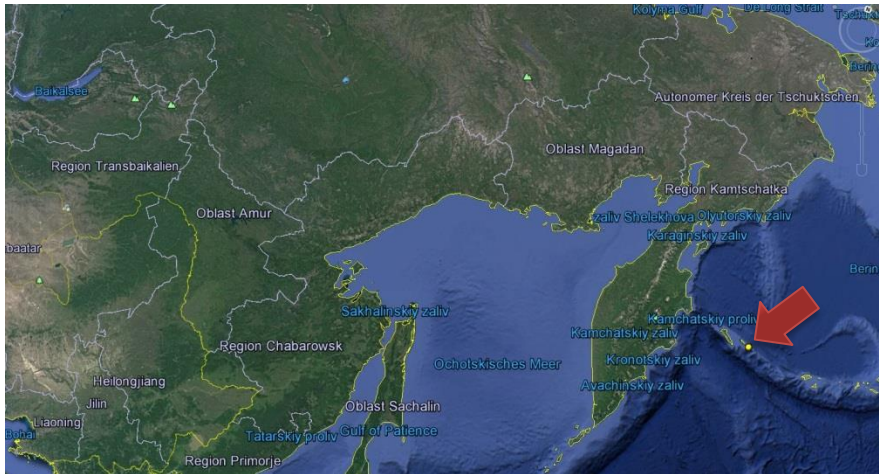 Kolyma Gulf
De Long Strait
Baikalsee
Autonomer Kreis der Tschuktschen
Oblast Magadan
Region Transbaikalien
Region Kamtschatka
Oblast Amur
zaliv Shelekhova
Olyutorskiy zaliv
Karaginskiy zaliv
Sakhalinskiy zaliv
Kamchatskiy proliv
Kamchatskiy zaliv
Region Chabarowsk
Ochotskisches Meer
Kronotskiy zaliv
Heilongjiang
Avachinskiy zaliv
Jilin
Oblast Sachalin
Liaoning
Bohai
Tatarskiy proliv
Gulf of Patience
Region Primorje